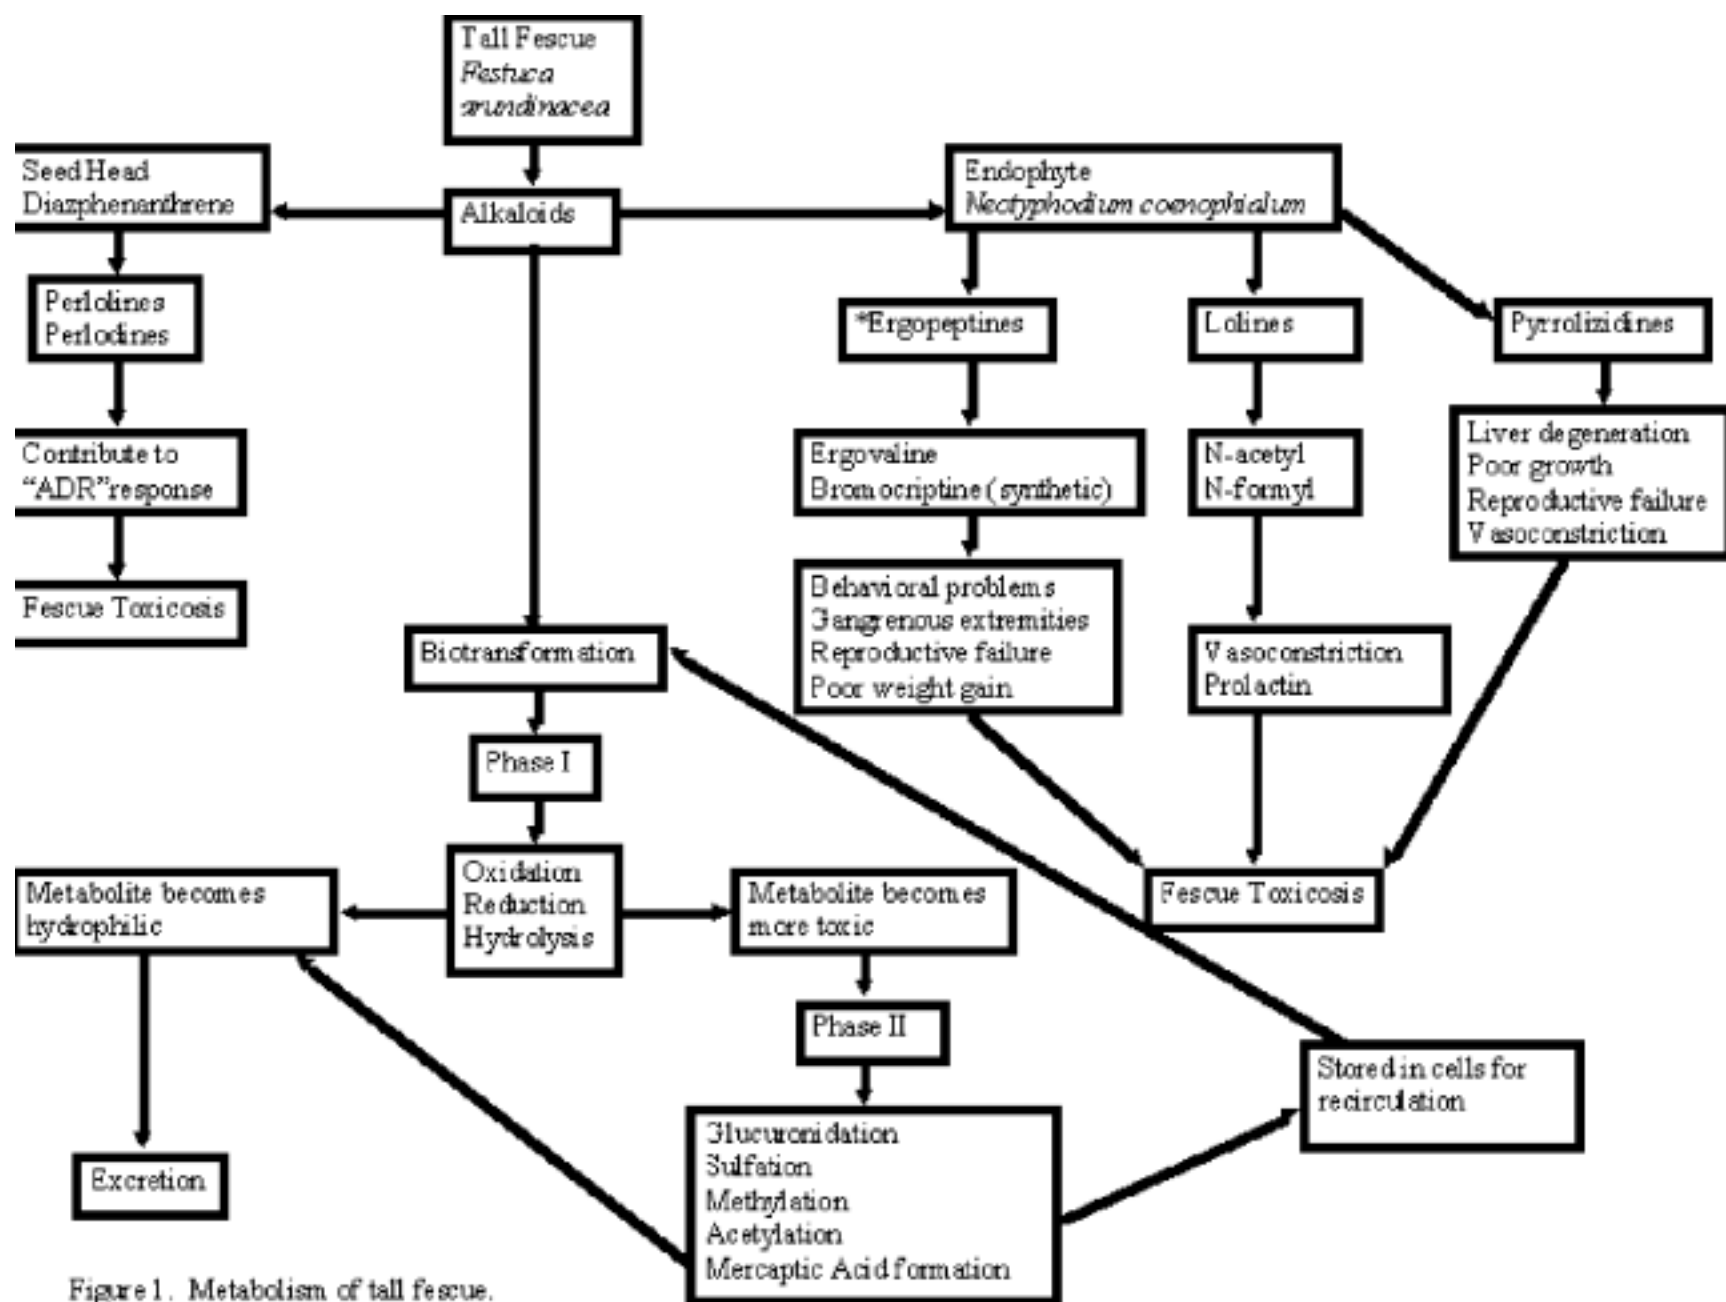 Tall Fescue
Festuca
arundinacea
Seed Head
Diazphenanthrene
Alkaloids
Endophyte
Neotyphodium coenophialum
Perlolines
Perlodines
*Ergopeptines
Lolines
Pyrrolizidines
Contribute to
“ADR” response
Ergovaline
Bromocriptine (synthetic)
N-acetyl
N-formyl
Liver degeneration
Poor growth
Reproductive failure
Vasoconstriction
Fescue Toxicosis
Behavioral problems
Gangrenous extremities
Reproductive failure
Poor weight gain
Biotransformation
Vasoconstriction
Prolactin
Phase I
Metabolite becomes
hydrophilic
Oxidation
Reduction
Hydrolysis
Metabolite becomes
more toxic
Fescue Toxicosis
Phase II
Stored in cells for
recirculation
Excretion
Glucuronidation
Sulfation
Methylation
Acetylation
Mercaptic Acid formation
Figure 1. Metabolism of tall fescue.